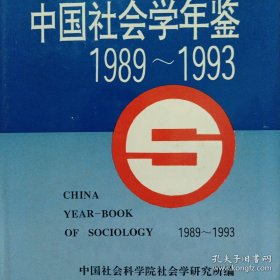 中国社会学年鉴
1989～1993
CHINA
YEAR-BOOK
OF SOCIOLOGY 1989～1993
中国社会科学院社会学研究所编
孔夫子旧书网